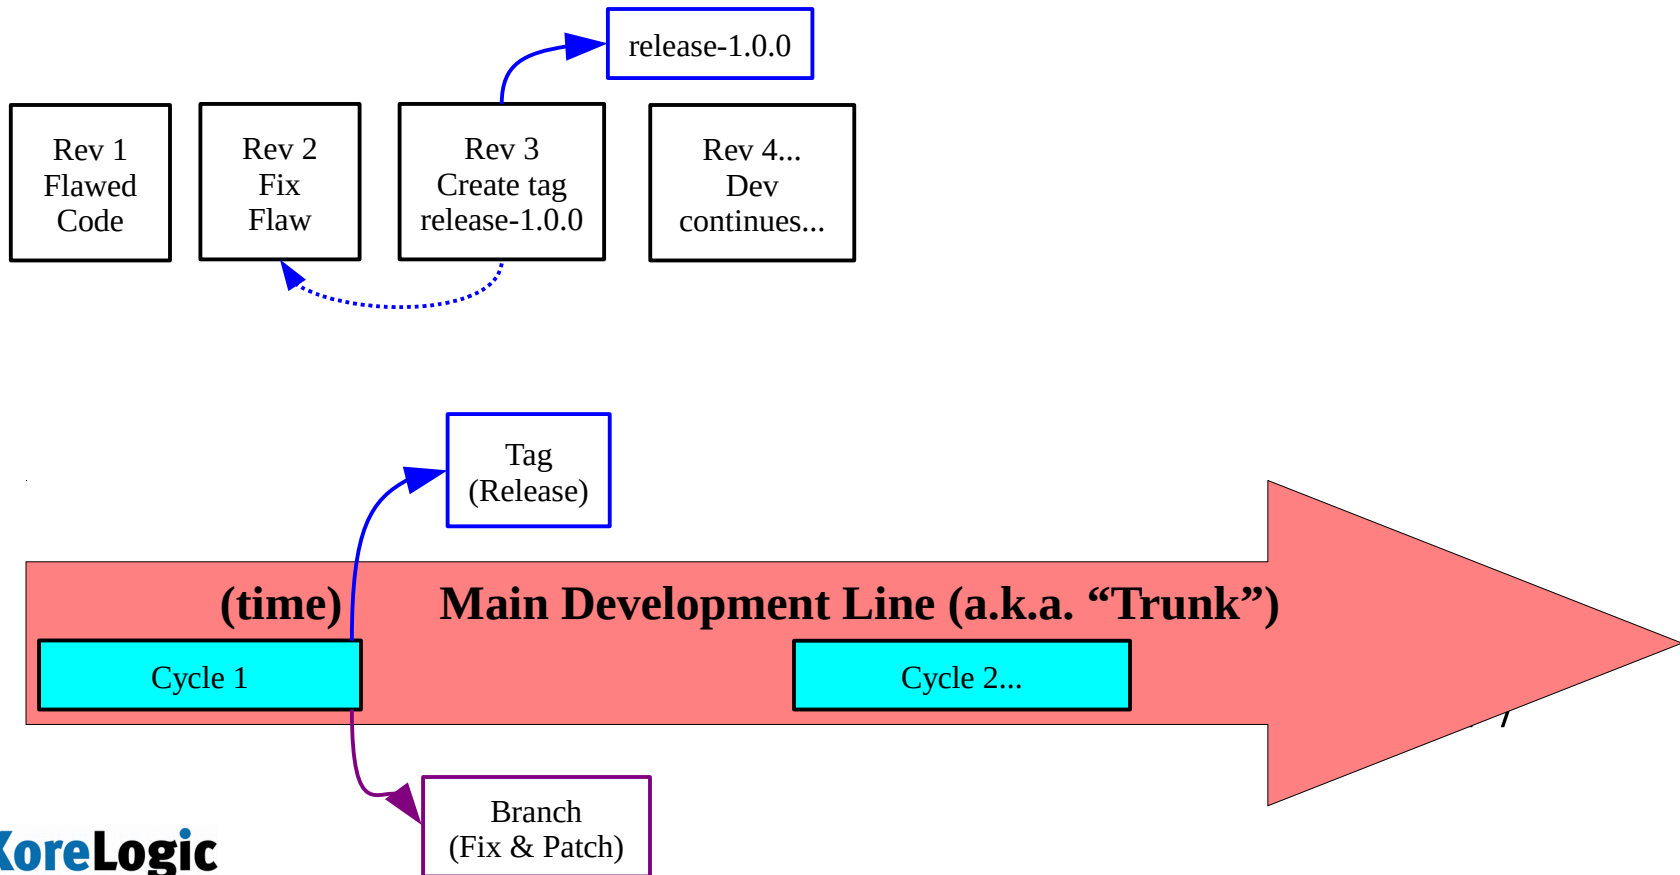 release-1.0.0
Rev 1
Flawed
Code
Rev 2
Fix
Flaw
Rev 3
Create tag
release-1.0.0
Rev 4...
Dev
continues...
Tag
(Release)
(time) Main Development Line (a.k.a. “Trunk”)
Cycle 1
Cycle 2...
Branch
(Fix & Patch)
KoreLogic